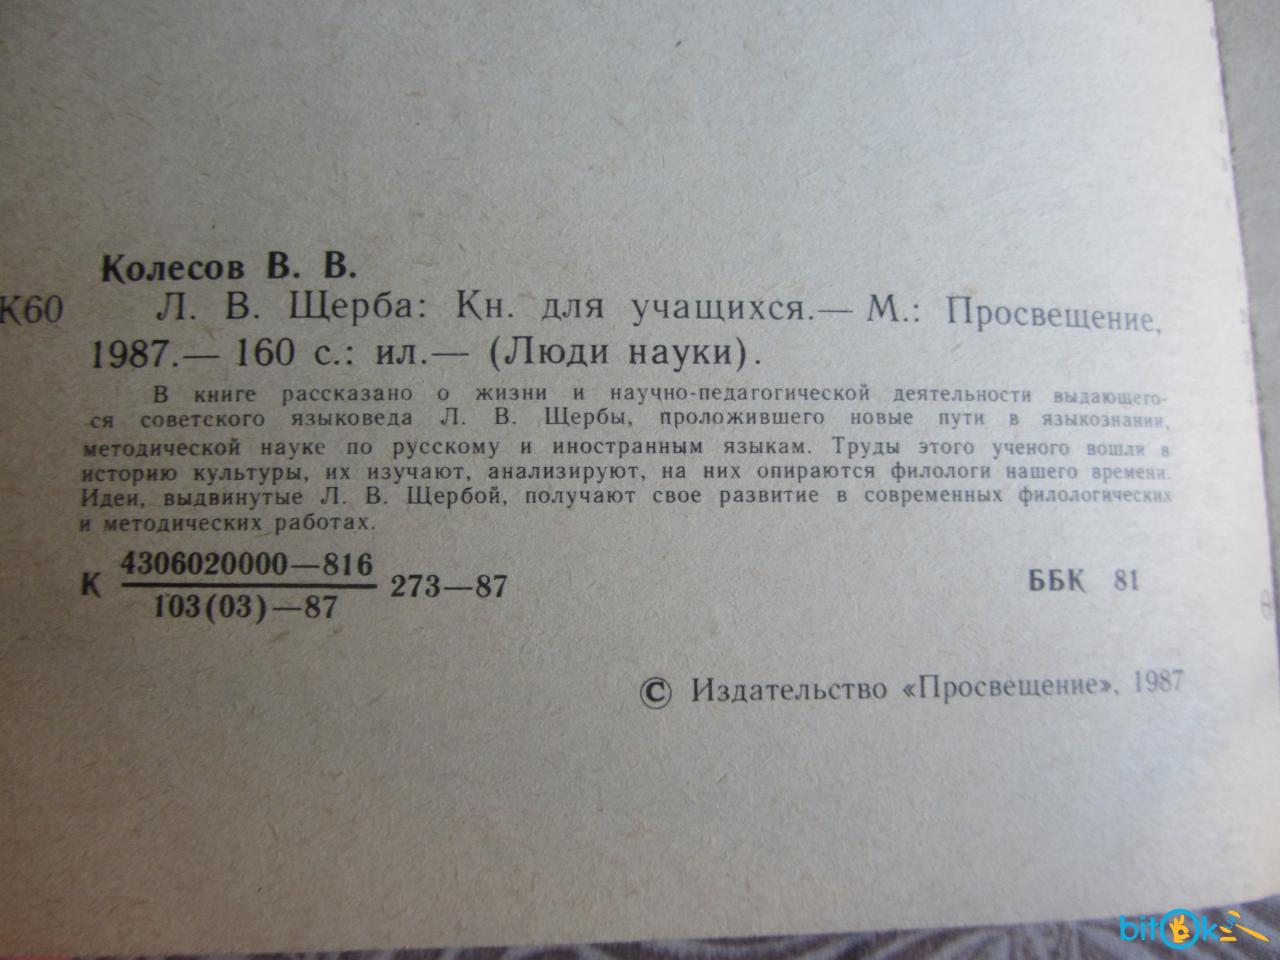 Колесов В. В.
К60 Л. В. Щерба: Кн. для учащихся.— М.: Просвещение,
1987.— 160 с.: ил.— (Люди науки).
В книге рассказано о жизни и научно-педагогической деятельности выдающего-
ся советского языковеда Л. В. Щербы, проложившего новые пути в языкознании,
методической науке по русскому и иностранным языкам. Труды этого ученого вошли в
историю культуры, их изучают, анализируют, на них опираются филологи нашего времени.
Идеи, выдвинутые Л. В. Щербой, получают свое развитие в современных филологических
и методических работах.
4306020000—816
К 103(03)—87 273—87 ББК 81
© Издательство «Просвещение», 1987
bitOk